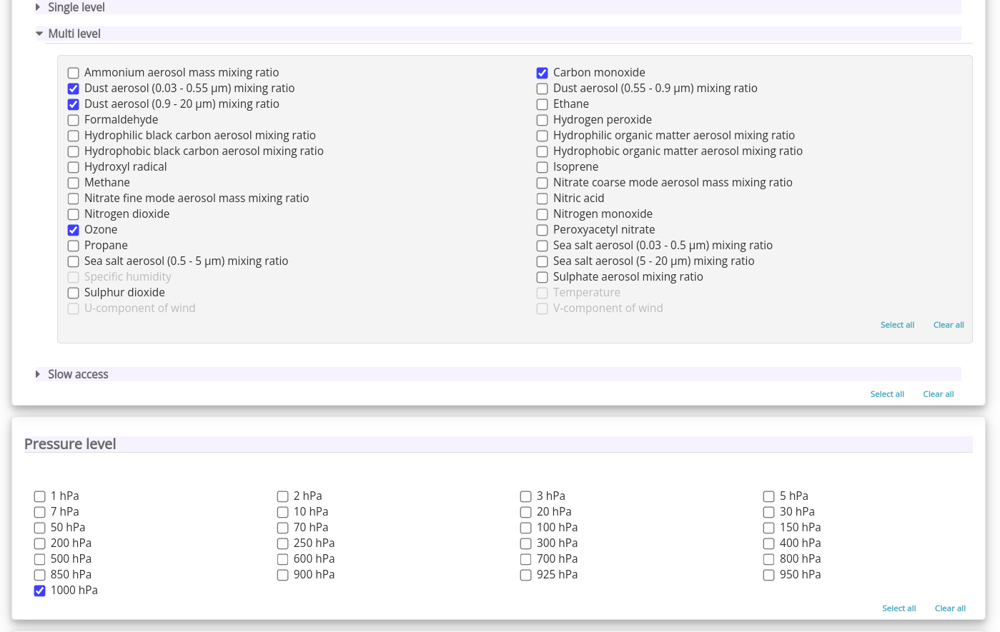 Single level
Multi level
Ammonium aerosol mass mixing ratio
Carbon monoxide
Dust aerosol (0.03 - 0.55 µm) mixing ratio
Dust aerosol (0.55 - 0.9 µm) mixing ratio
Dust aerosol (0.9 - 20 µm) mixing ratio
Ethane
Formaldehyde
Hydrogen peroxide
Hydrophilic black carbon aerosol mixing ratio
Hydrophilic organic matter aerosol mixing ratio
Hydrophobic black carbon aerosol mixing ratio
Hydrophobic organic matter aerosol mixing ratio
Hydroxyl radical
Isoprene
Methane
Nitrate coarse mode aerosol mass mixing ratio
Nitrate fine mode aerosol mass mixing ratio
Nitric acid
Nitrogen dioxide
Nitrogen monoxide
Ozone
Peroxyacetyl nitrate
Propane
Sea salt aerosol (0.03 - 0.5 µm) mixing ratio
Sea salt aerosol (0.5 - 5 µm) mixing ratio
Sea salt aerosol (5 - 20 µm) mixing ratio
Specific humidity
Sulphate aerosol mixing ratio
Sulphur dioxide
Temperature
U-component of wind
V-component of wind
Select all Clear all
Slow access
Select all Clear all
Pressure level
1 hPa 2 hPa 3 hPa 5 hPa
7 hPa 10 hPa 20 hPa 30 hPa
50 hPa 70 hPa 100 hPa 150 hPa
200 hPa 250 hPa 300 hPa 400 hPa
500 hPa 600 hPa 700 hPa 800 hPa
850 hPa 900 hPa 925 hPa 950 hPa
1000 hPa
Select all Clear all